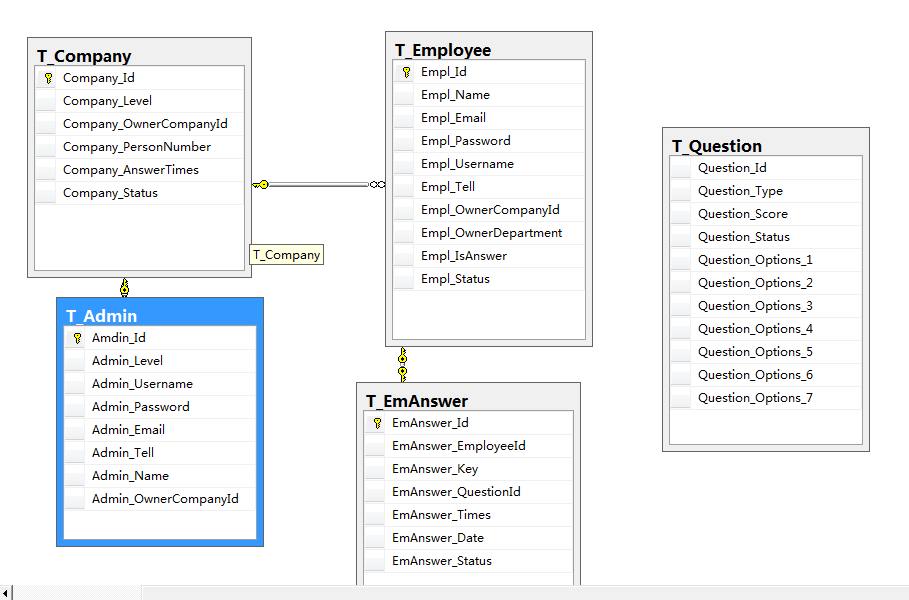 T_Company
Company_Id
Company_Level
Company_OwnerCompanyId
Company_PersonNumber
Company_AnswerTimes
Company_Status
T_Company
T_Admin
Amdin_Id
Admin_Level
Admin_Username
Admin_Password
Admin_Email
Admin_Tell
Admin_Name
Admin_OwnerCompanyId
T_Employee
Empl_Id
Empl_Name
Empl_Email
Empl_Password
Empl_Username
Empl_Tell
Empl_OwnerCompanyId
Empl_OwnerDepartment
Empl_IsAnswer
Empl_Status
T_EmAnswer
EmAnswer_Id
EmAnswer_EmployeeId
EmAnswer_Key
EmAnswer_QuestionId
EmAnswer_Times
EmAnswer_Date
EmAnswer_Status
T_Question
Question_Id
Question_Type
Question_Score
Question_Status
Question_Options_1
Question_Options_2
Question_Options_3
Question_Options_4
Question_Options_5
Question_Options_6
Question_Options_7